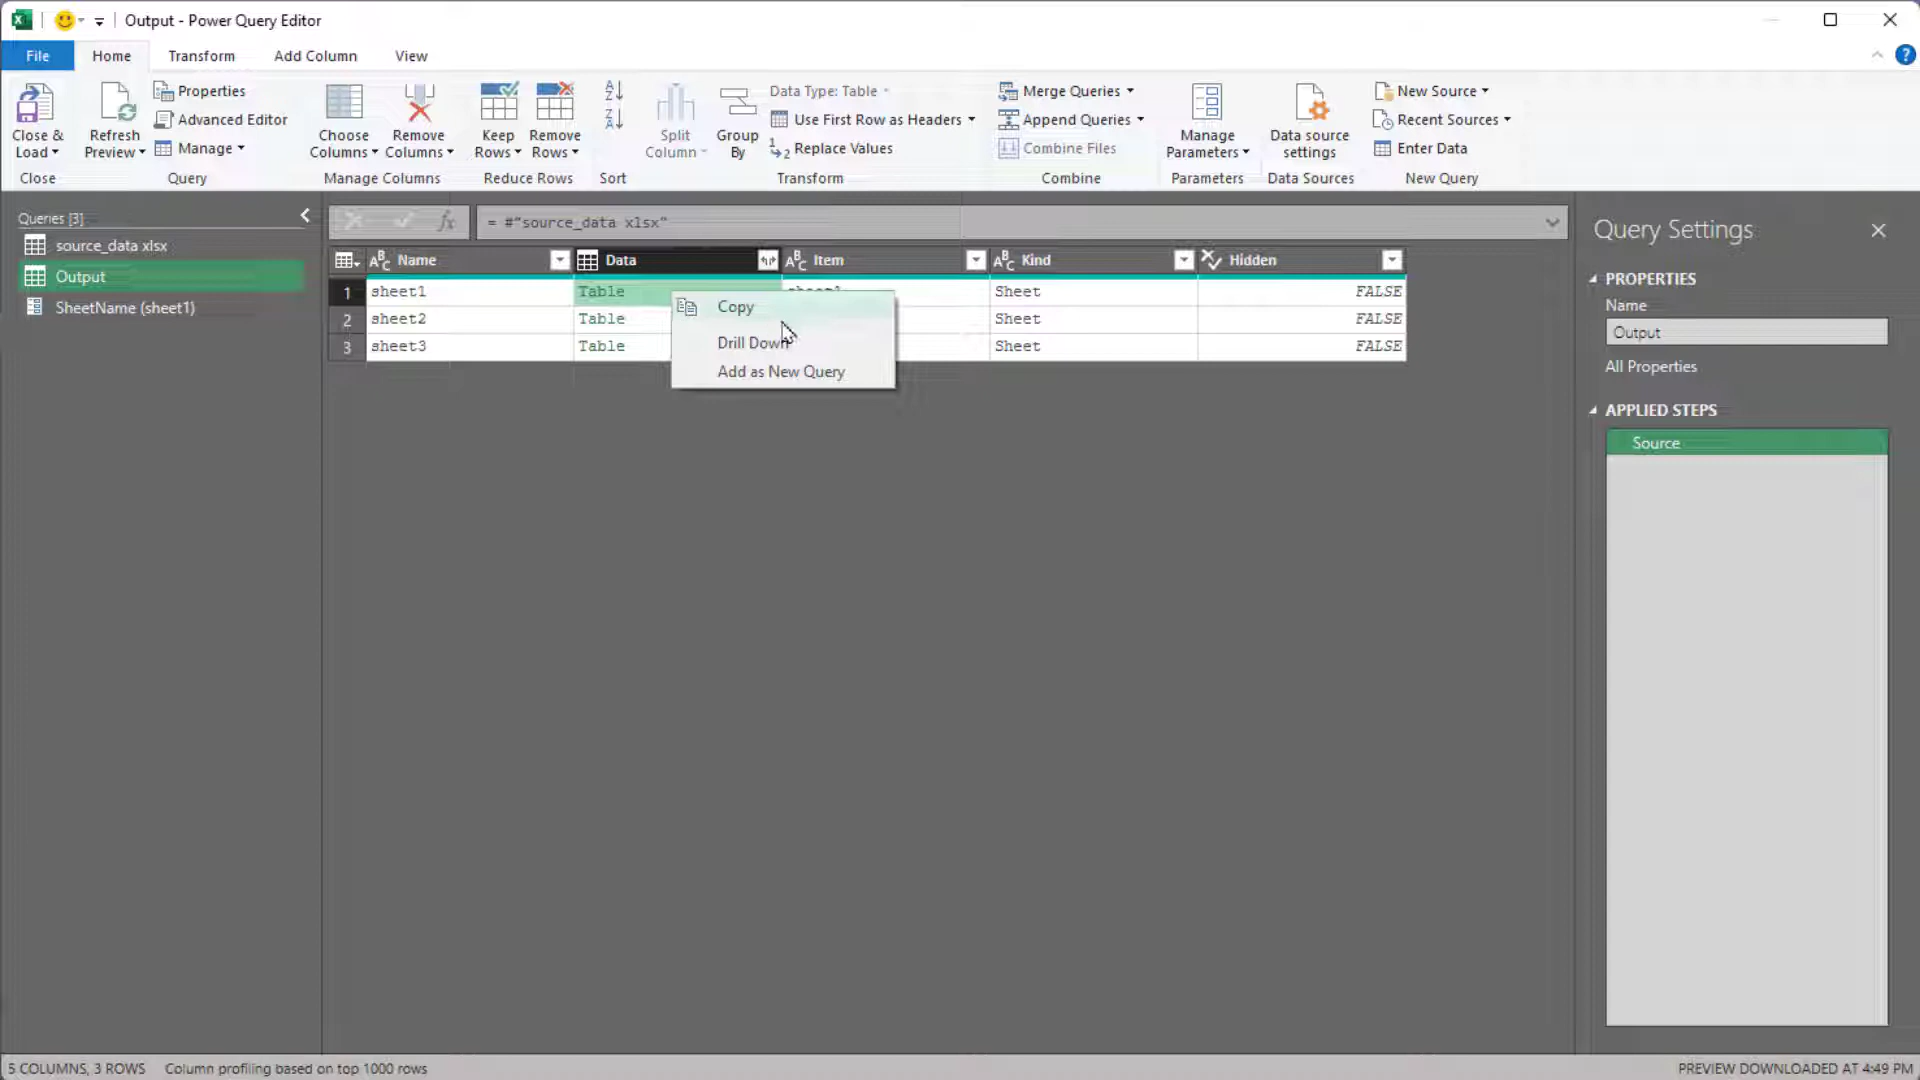 Output - Power Query Editor
File Home Transform Add Column View
Close & Load
Close
Refresh Preview
Properties
Advanced Editor
Manage
Query
Choose Columns
Remove Columns
Manage Columns
Keep Rows
Remove Rows
Reduce Rows
Sort
Split Column
Group By
Data Type: Table
Use First Row as Headers
Replace Values
Transform
Merge Queries
Append Queries
Combine Files
Combine
Manage Parameters
Parameters
Data source settings
Data Sources
New Source
Recent Sources
Enter Data
New Query
Queries [3]
source_data xlsx
Output
SheetName (sheet1)
fx = #"source_data xlsx"
Name Data Item Kind Hidden
1 sheet1 Table Sheet FALSE
2 sheet2 Table Sheet FALSE
3 sheet3 Table Sheet FALSE
Copy
Drill Down
Add as New Query
Query Settings
PROPERTIES
Name
Output
All Properties
APPLIED STEPS
Source
5 COLUMNS, 3 ROWS Column profiling based on top 1000 rows
PREVIEW DOWNLOADED AT 4:49 PM